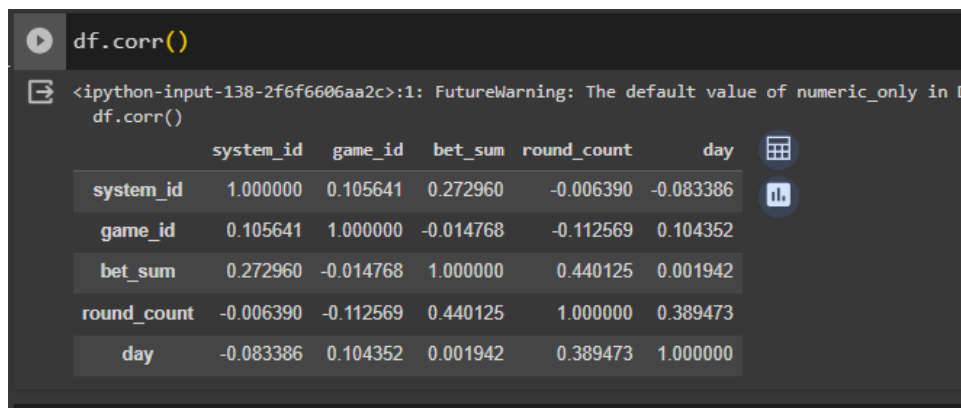 df.corr()
<ipython-input-138-2f6f6606aa2c>:1: FutureWarning: The default value of numeric_only in
df.corr()
system_id game_id bet_sum round_count day
system_id 1.000000 0.105641 0.272960 -0.006390 -0.083386
game_id 0.105641 1.000000 -0.014768 -0.112569 0.104352
bet_sum 0.272960 -0.014768 1.000000 0.440125 0.001942
round_count -0.006390 -0.112569 0.440125 1.000000 0.389473
day -0.083386 0.104352 0.001942 0.389473 1.000000